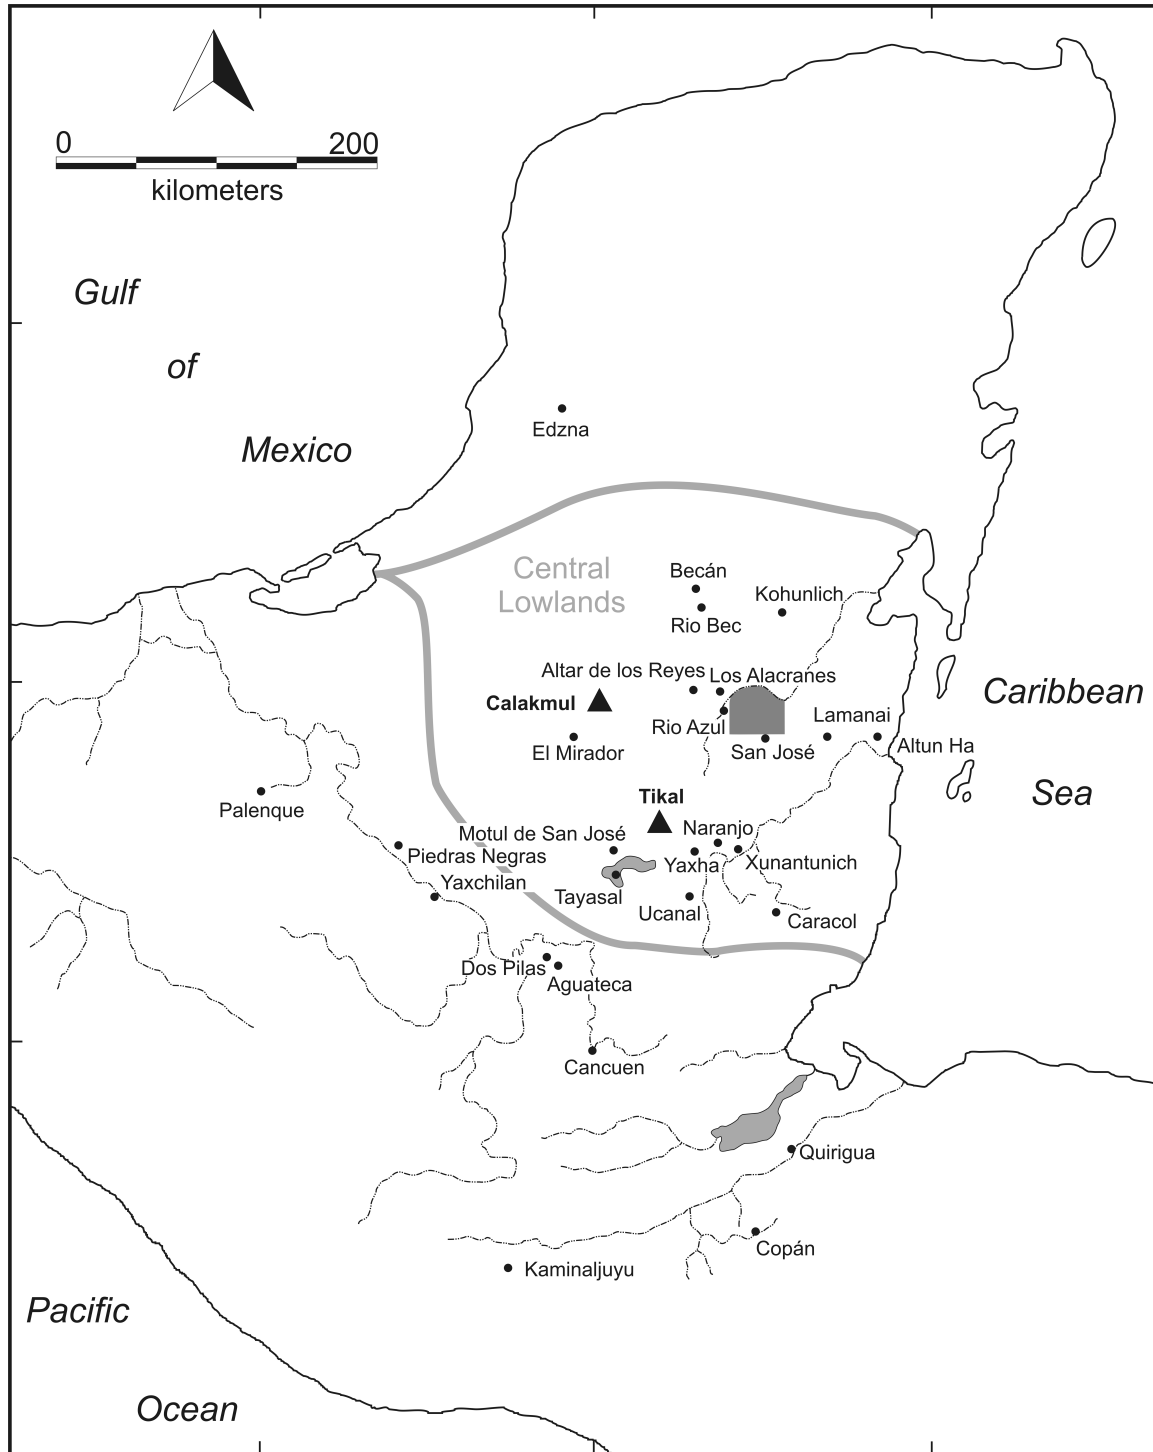 0 200
kilometers
Gulf
of
Mexico
Edzna
Central
Lowlands
Becán
Kohunlich
Rio Bec
Altar de los Reyes
Los Alacranes
Calakmul
Caribbean
Sea
Rio Azul
Lamanai
El Mirador
San José
Altun Ha
Tikal
Palenque
Motul de San José
Naranjo
Piedras Negras
Yaxha
Xunantunich
Yaxchilan
Tayasal
Ucanal
Caracol
Dos Pilas
Aguateca
Cancuen
Quirigua
Copán
Kaminaljuyu
Pacific
Ocean